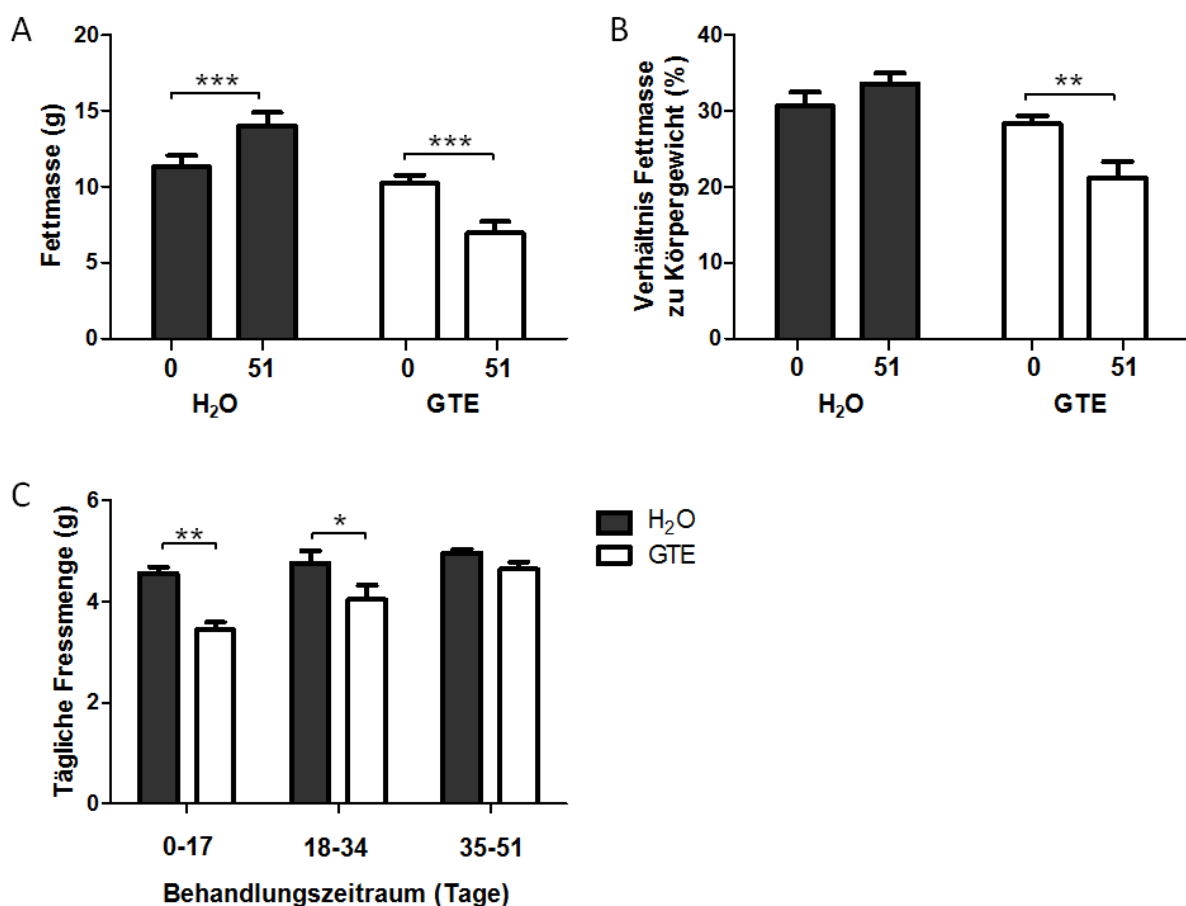 A
Fettmasse (g)
20
15
10
5
0
***
***
0 51 0 51
H₂O GTE
B
Verhältnis Fettmasse
zu Körpergewicht (%)
40
30
20
10
0
**
0 51 0 51
H₂O GTE
C
Tägliche Fressmenge (g)
6
4
2
0
**
*
0-17 18-34 35-51
Behandlungszeitraum (Tage)
H₂O
GTE